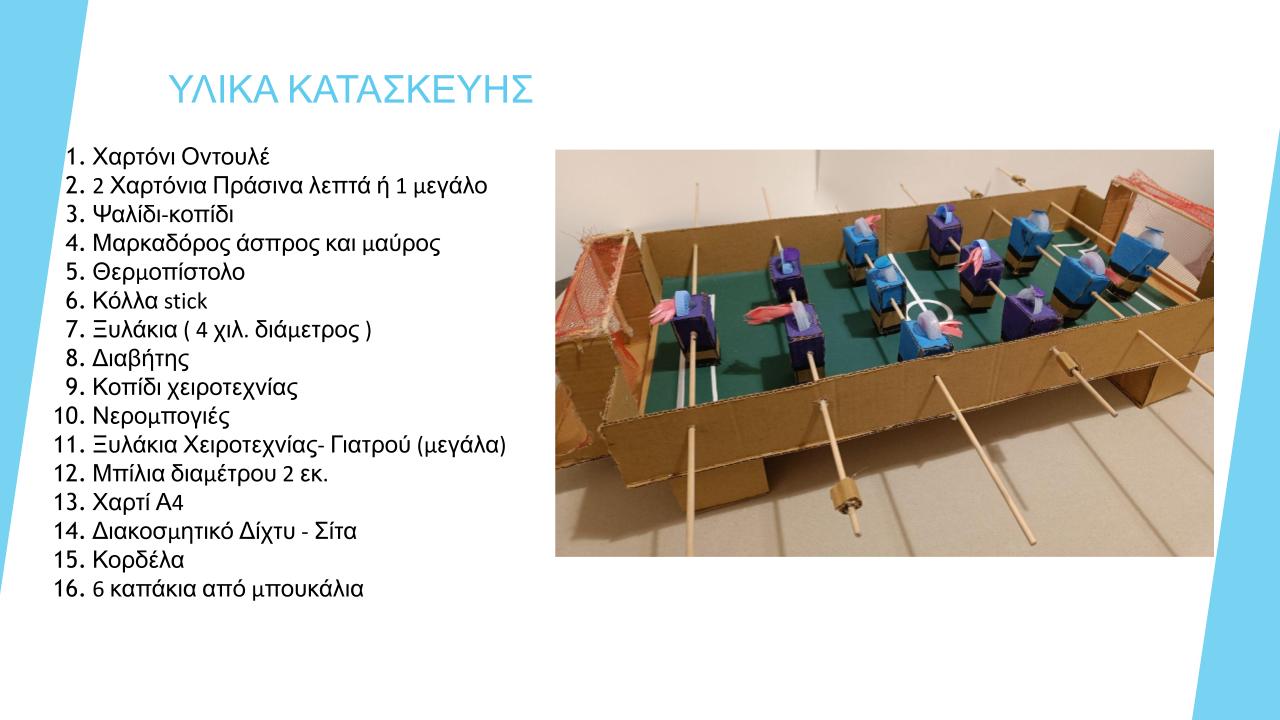 ΥΛΙΚΑ ΚΑΤΑΣΚΕΥΗΣ
1. Χαρτόνι Οντουλέ
2. 2 Χαρτόνια Πράσινα λεπτά ή 1 μεγάλο
3. Ψαλίδι-κοπίδι
4. Μαρκαδόρος άσπρος και μαύρος
5. Θερμοπίστολο
6. Κόλλα stick
7. Ξυλάκια ( 4 χιλ. διάμετρος )
8. Διαβήτης
9. Κοπίδι χειροτεχνίας
10. Νερομπογιές
11. Ξυλάκια Χειροτεχνίας- Γιατρού (μεγάλα)
12. Μπίλια διαμέτρου 2 εκ.
13. Χαρτί Α4
14. Διακοσμητικό Δίχτυ - Σίτα
15. Κορδέλα
16. 6 καπάκια από μπουκάλια